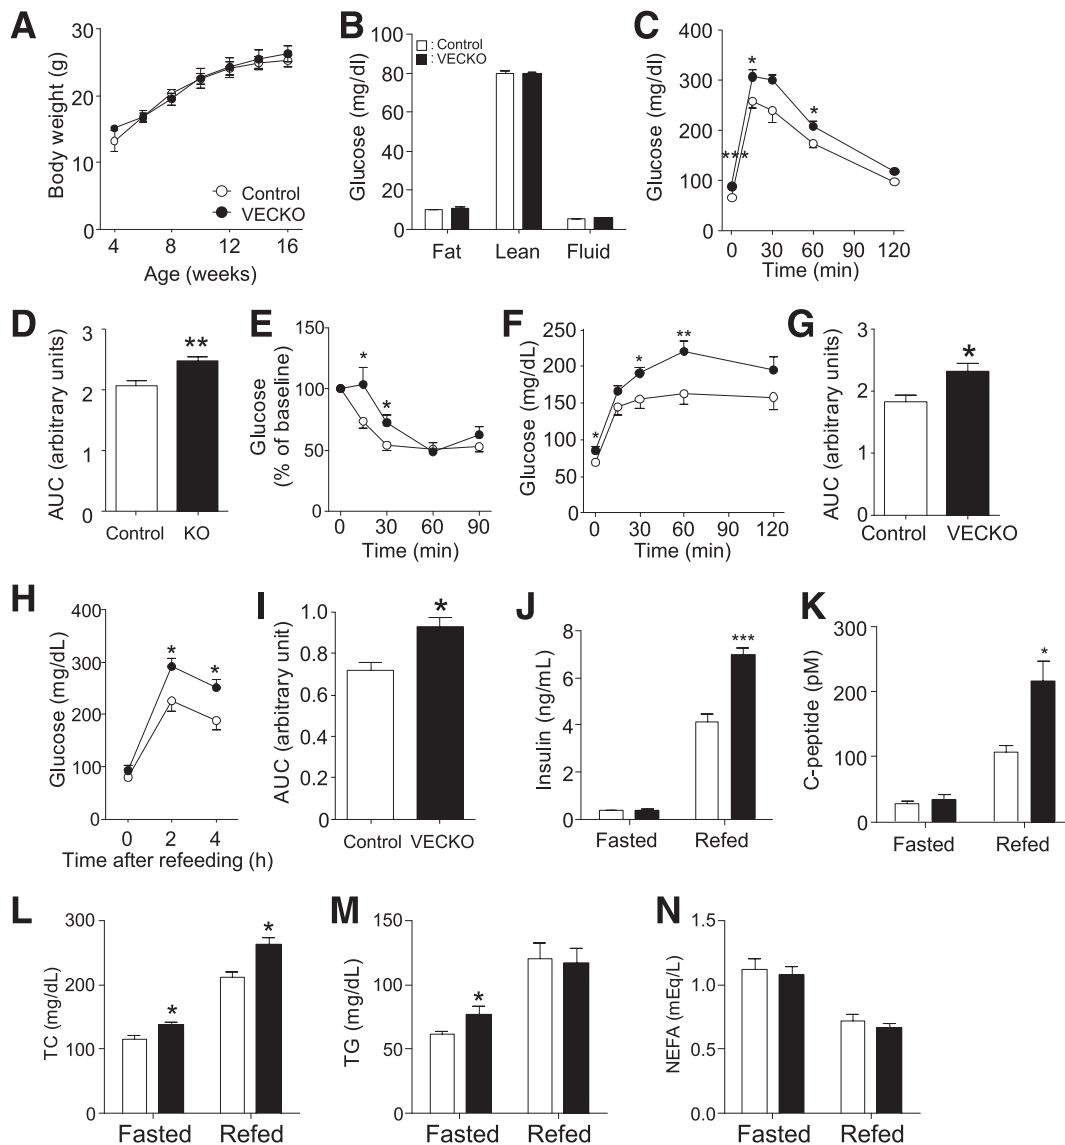 A
Body weight (g)
30
20
10
0
4 8 12 16
Age (weeks)
Control
VECKO
B
Glucose (mg/dl)
100
80
60
40
20
0
: Control
: VECKO
Fat Lean Fluid
C
Glucose (mg/dl)
400
300
200
100
0
*
*
***
0 30 60 90 120
Time (min)
D
AUC (arbitrary units)
3
2
1
0
**
Control KO
E
Glucose
(% of baseline)
150
100
50
0
*
*
0 30 60 90
Time (min)
F
Glucose (mg/dL)
250
200
150
100
50
0
*
*
**
0 30 60 90 120
Time (min)
G
AUC (arbitrary units)
3
2
1
0
*
Control VECKO
H
Glucose (mg/dL)
400
300
200
100
0
*
*
0 2 4
Time after refeeding (h)
I
AUC (arbitrary unit)
1.0
0.8
0.6
0.4
0.2
0
*
Control VECKO
J
Insulin (ng/mL)
8
6
4
2
0
***
Fasted Refed
K
C-peptide (pM)
300
200
100
0
*
Fasted Refed
L
TC (mg/dL)
300
200
100
0
*
*
Fasted Refed
M
TG (mg/dL)
150
100
50
0
*
Fasted Refed
N
NEFA (mEq/L)
1.5
1.0
0.5
0.0
Fasted Refed